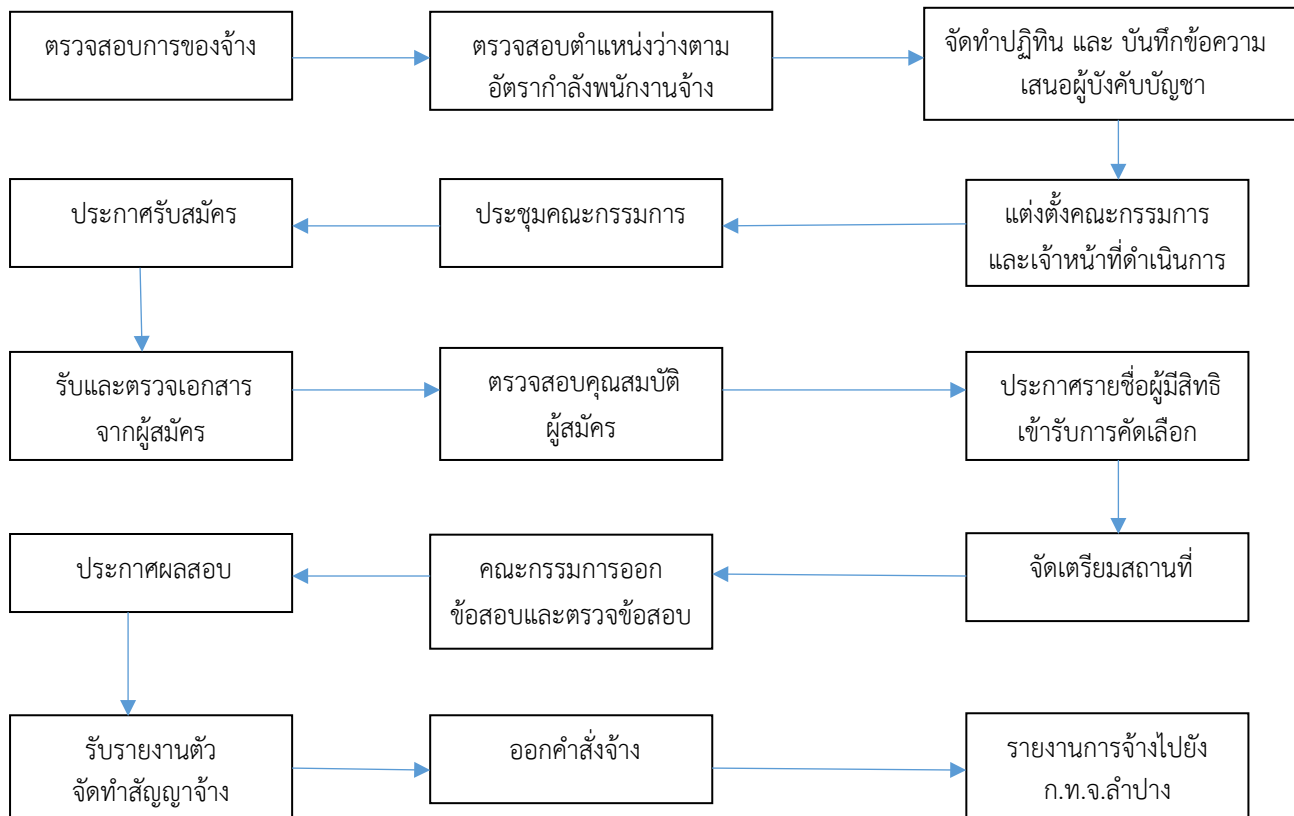 ตรวจสอบการของจ้าง
ตรวจสอบตำแหน่งว่างตาม
อัตรากำลังพนักงานจ้าง
จัดทำปฏิทิน และ บันทึกข้อความ
เสนอผู้บังคับบัญชา
แต่งตั้งคณะกรรมการ
และเจ้าหน้าที่ดำเนินการ
ประชุมคณะกรรมการ
ประกาศรับสมัคร
รับและตรวจเอกสาร
จากผู้สมัคร
ตรวจสอบคุณสมบัติ
ผู้สมัคร
ประกาศรายชื่อผู้มีสิทธิ
เข้ารับการคัดเลือก
จัดเตรียมสถานที่
คณะกรรมการออก
ข้อสอบและตรวจข้อสอบ
ประกาศผลสอบ
รับรายงานตัว
จัดทำสัญญาจ้าง
ออกคำสั่งจ้าง
รายงานการจ้างไปยัง
ก.ท.จ.ลำปาง